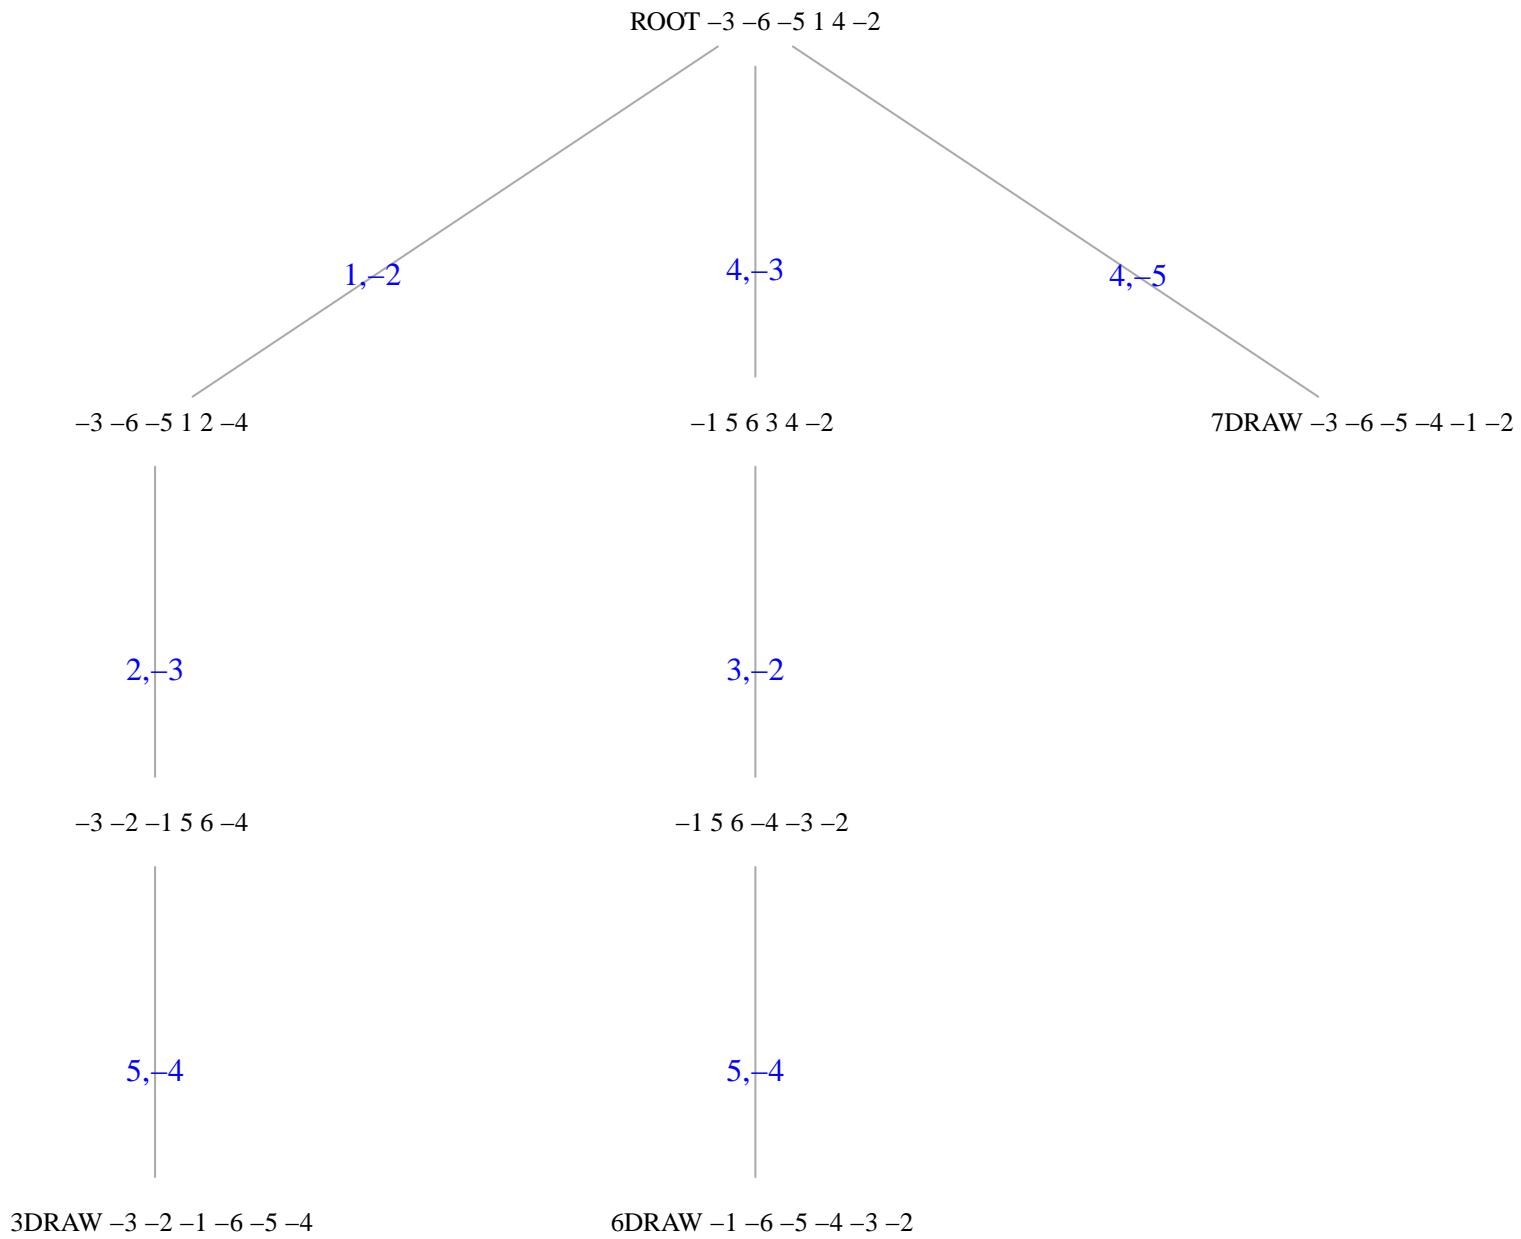 ROOT –3 –6 –5 1 4 –2
1,–2
4,–3
4,–5
–3 –6 –5 1 2 –4
–1 5 6 3 4 –2
7DRAW –3 –6 –5 –4 –1 –2
2,–3
3,–2
–3 –2 –1 5 6 –4
–1 5 6 –4 –3 –2
5,–4
5,–4
3DRAW –3 –2 –1 –6 –5 –4
6DRAW –1 –6 –5 –4 –3 –2